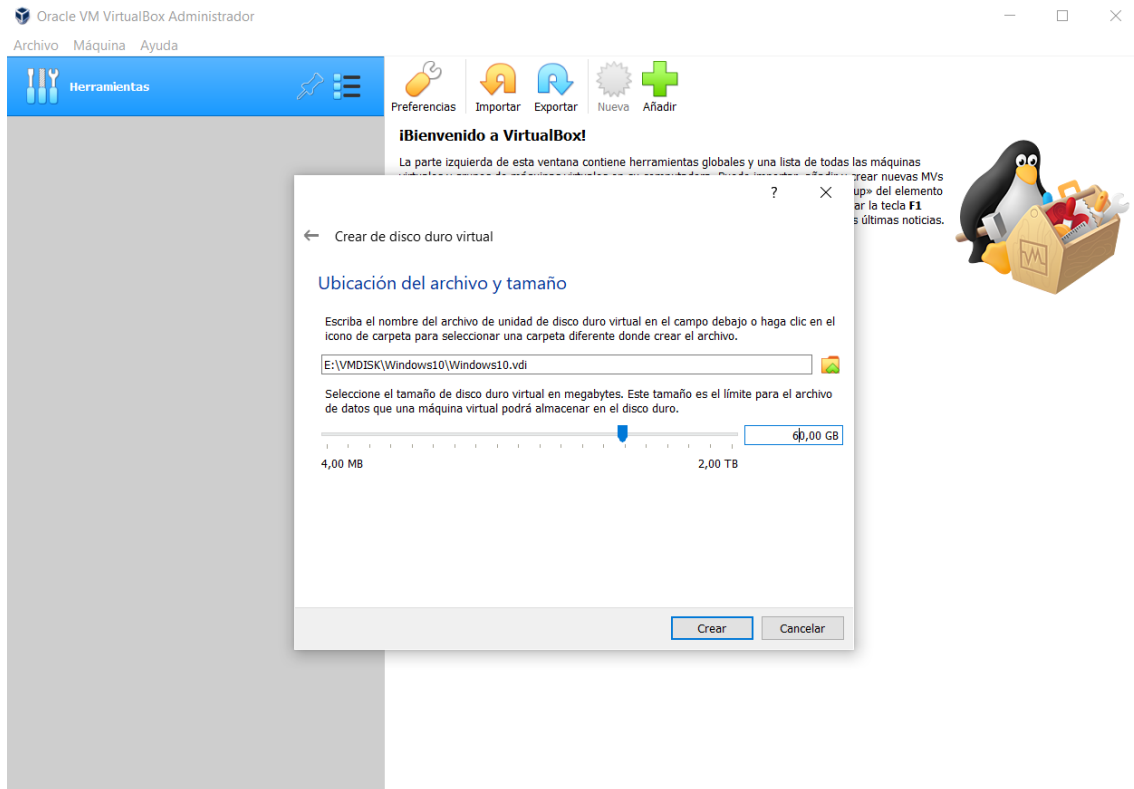 Oracle VM VirtualBox Administrador
Archivo Máquina Ayuda
Herramientas
Preferencias Importar Exportar Nueva Añadir
¡Bienvenido a VirtualBox!
La parte izquierda de esta ventana contiene herramientas globales y una lista de todas las máquinas
crear nuevas MVs
up» del elemento
ar la tecla F1
s últimas noticias.
?
Crear de disco duro virtual
Ubicación del archivo y tamaño
Escriba el nombre del archivo de unidad de disco duro virtual en el campo debajo o haga clic en el
icono de carpeta para seleccionar una carpeta diferente donde crear el archivo.
E:\VMDISK\Windows10\Windows10.vdi
Seleccione el tamaño de disco duro virtual en megabytes. Este tamaño es el límite para el archivo
de datos que una máquina virtual podrá almacenar en el disco duro.
60,00 GB
4,00 MB 2,00 TB
Crear Cancelar